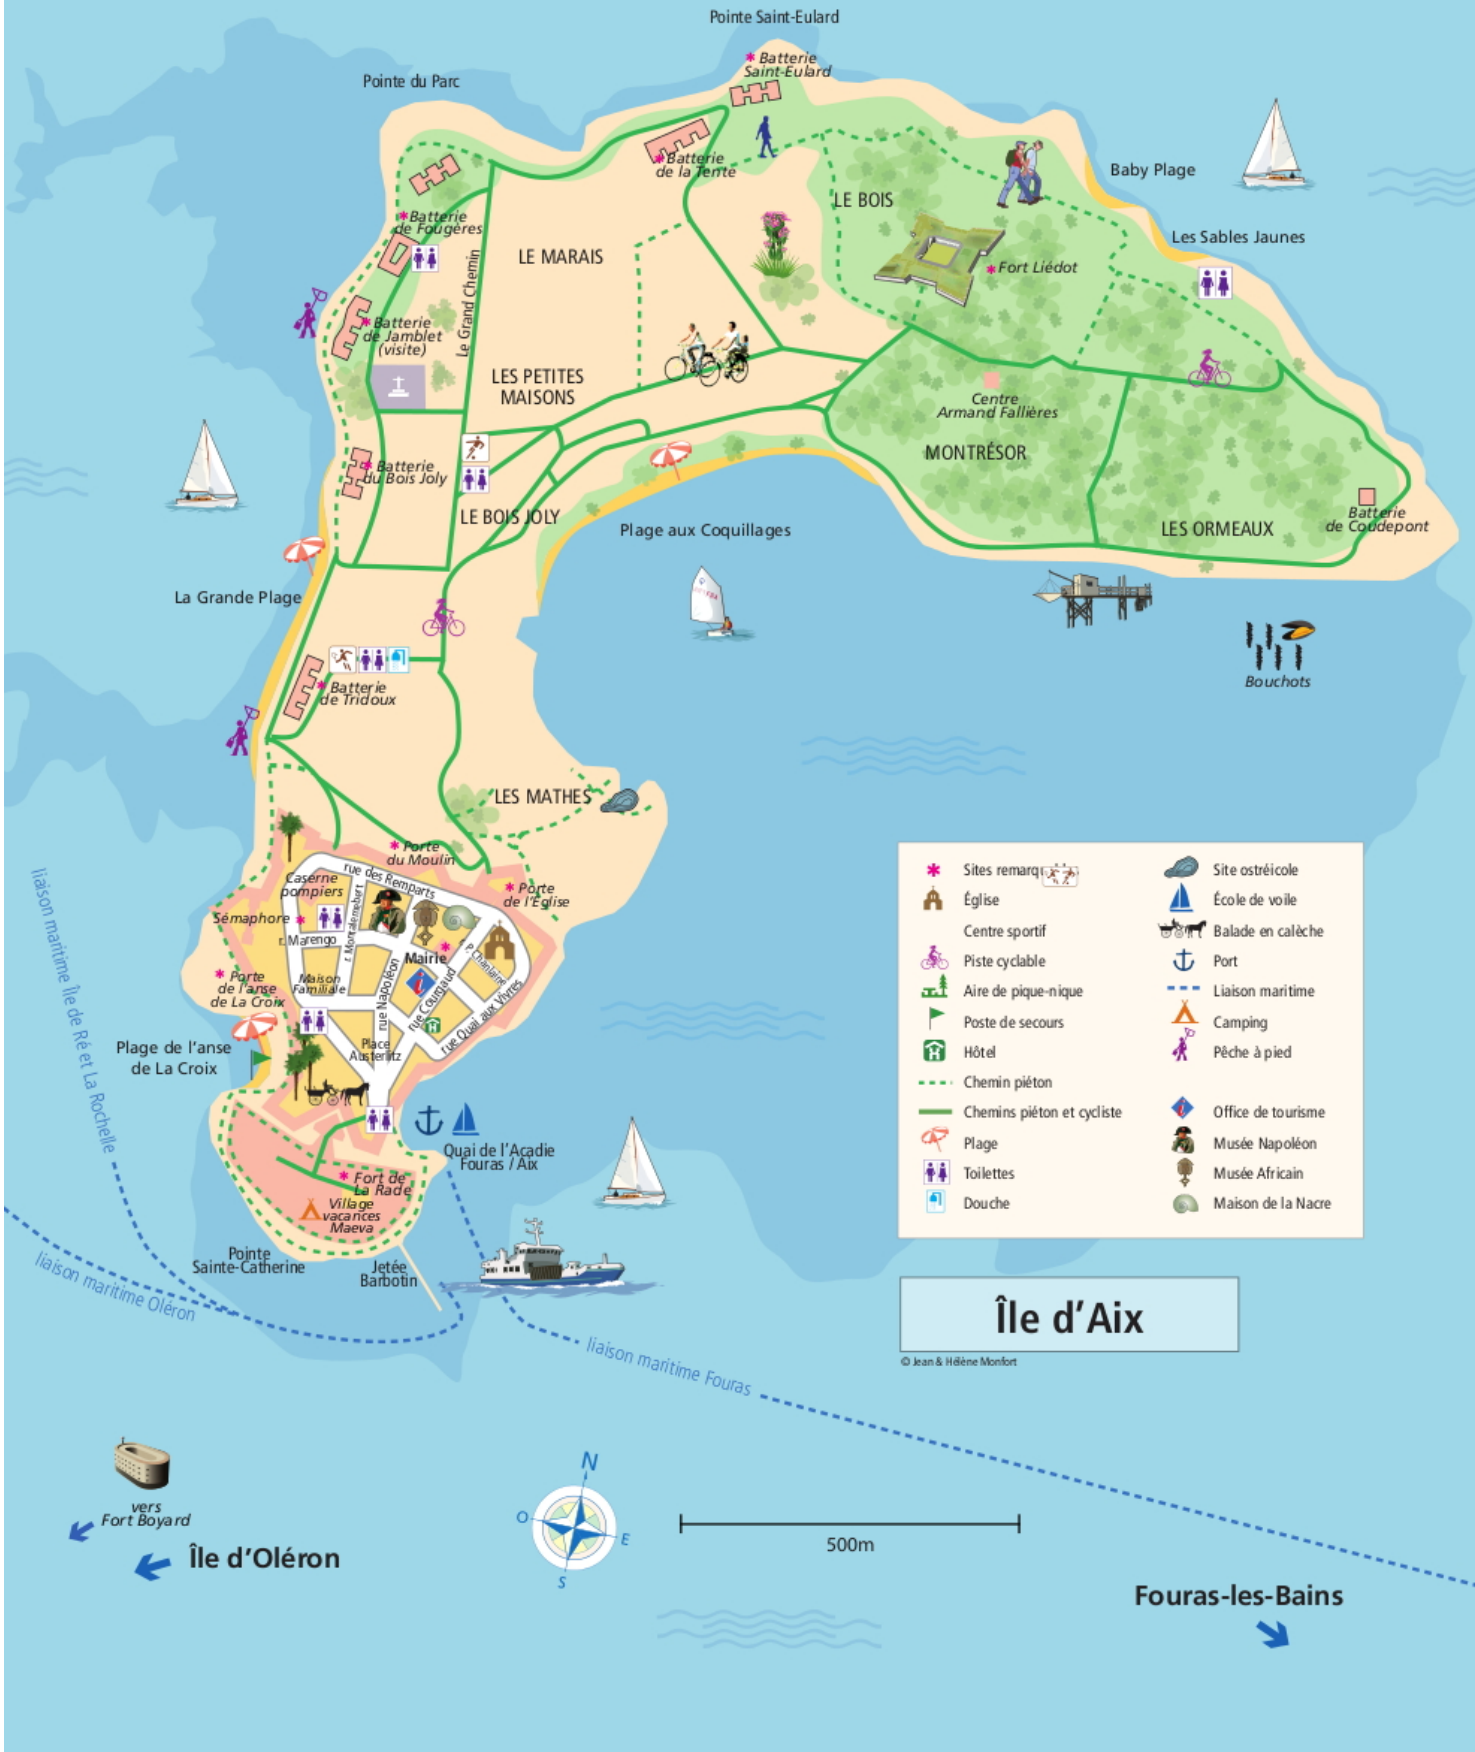 Pointe Saint-Eulard
* Batterie
Saint-Eulard
Pointe du Parc
* Batterie
de la Tente
Baby Plage
LE BOIS
* Batterie
de Fougères
Les Sables Jaunes
LE MARAIS
* Fort Liédot
Le Grand Chemin
* Batterie
de Jamblet
(visite)
LES PETITES
MAISONS
Centre
Armand Fallières
MONTRÉSOR
* Batterie
du Bois Joly
LE BOIS JOLY
Plage aux Coquillages
LES ORMEAUX
Batterie
de Coudepont
La Grande Plage
Bouchots
* Batterie
de Tridoux
LES MATHES
* Porte
du Moulin
rue des Remparts
Caserne
pompiers
* Porte
de l'Église
Sémaphore *
r. Montalembert
r. Marengo
Mairie
P. Chanlaine
* Porte
de l'anse
de La Croix
Maison
Familiale
rue Napoléon
rue Courgaud
rue Quai aux Vivres
i
H
Place
Austerlitz
Plage de l'anse
de La Croix
Quai de l'Acadie
Fouras / Aix
* Fort de
La Rade
Village
vacances
Maeva
Pointe
Sainte-Catherine
Jetée
Barbotin
liaison maritime Île de Ré et La Rochelle
liaison maritime Oléron
liaison maritime Fouras
* Sites remarq
Église
Centre sportif
Piste cyclable
Aire de pique-nique
Poste de secours
Hôtel
Chemin piéton
Chemins piéton et cycliste
Plage
Toilettes
Douche
Site ostréicole
École de voile
Balade en calèche
Port
Liaison maritime
Camping
Pêche à pied
Office de tourisme
Musée Napoléon
Musée Africain
Maison de la Nacre
Île d'Aix
© Jean & Hélène Monfort
vers
Fort Boyard
Île d'Oléron
N
O
E
S
500m
Fouras-les-Bains